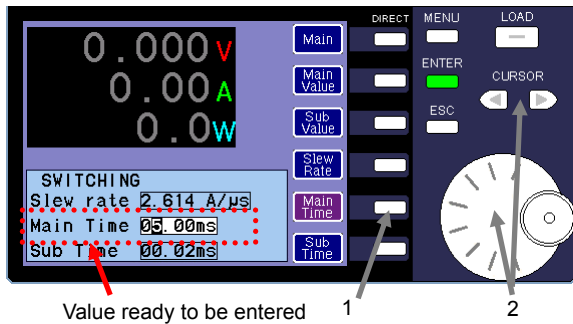 DIRECT MENU LOAD
0.000V
0.00A
0.0W
Main
Main
Value
Sub
Value
Slew
Rate
Main
Time
Sub
Time
ENTER
ESC
CURSOR
SWITCHING
Slew rate 2.614 A/µs
Main Time 05.00ms
Sub Time 00.02ms
Value ready to be entered 1 2